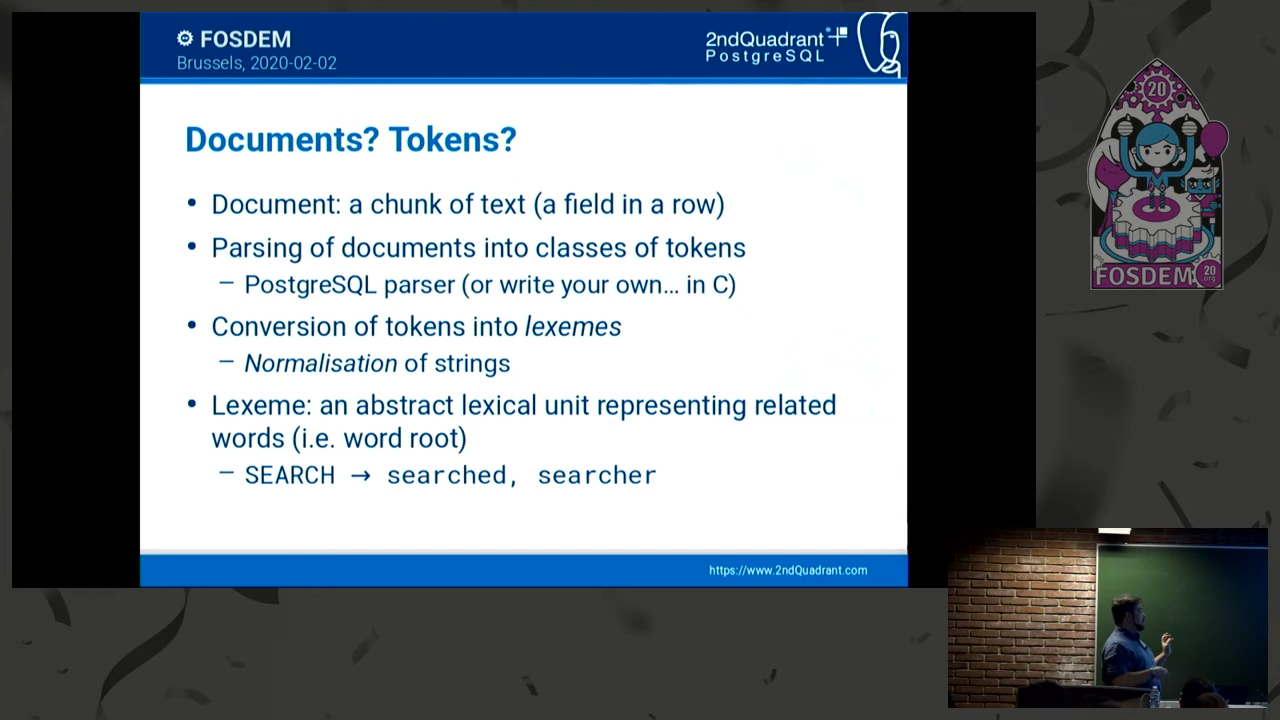 FOSDEM
Brussels, 2020-02-02
2ndQuadrant
PostgreSQL
Documents? Tokens?
• Document: a chunk of text (a field in a row)
• Parsing of documents into classes of tokens
– PostgreSQL parser (or write your own… in C)
• Conversion of tokens into lexemes
– Normalisation of strings
• Lexeme: an abstract lexical unit representing related
words (i.e. word root)
– SEARCH → searched, searcher
https://www.2ndQuadrant.com
20
FOSDEM
20
.org